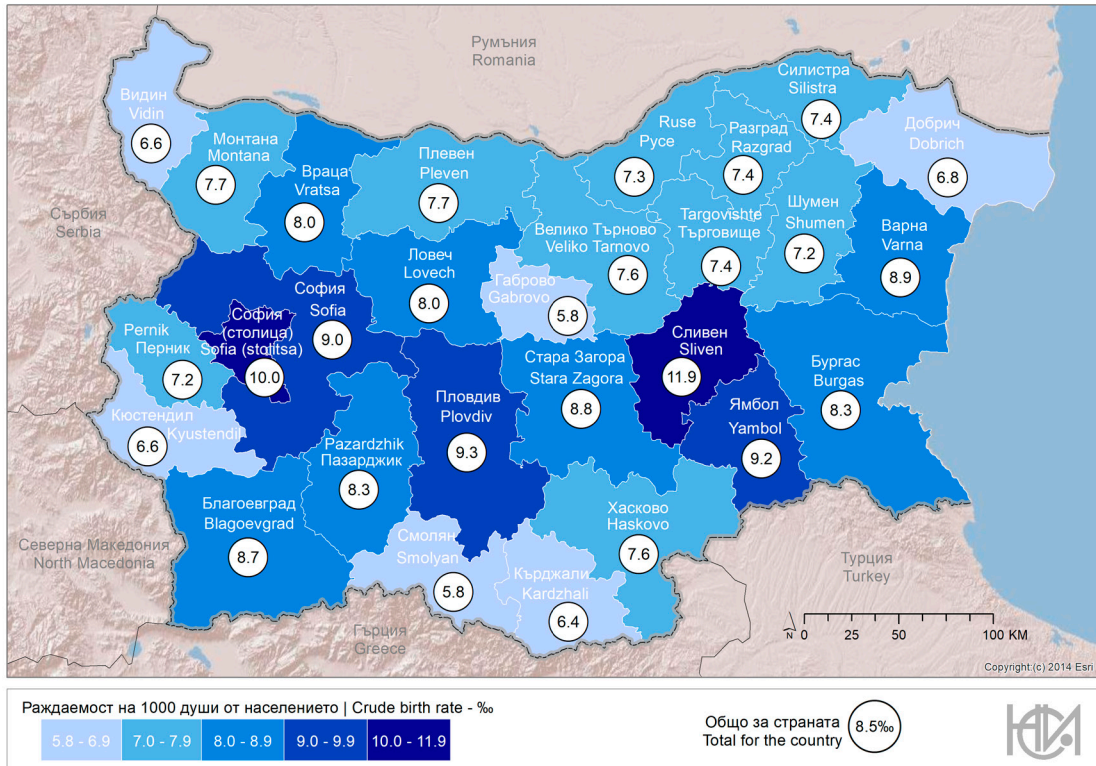 Румъния
Romania
Силистра
Silistra
7.4
Видин
Vidin
6.6
Добрич
Dobrich
6.8
Ruse
Русе
7.3
Разград
Razgrad
7.4
Монтана
Montana
7.7
Враца
Vratsa
8.0
Плевен
Pleven
7.7
Шумен
Shumen
7.2
Сърбия
Serbia
Велико Търново
Veliko Tarnovo
7.6
Targovishte
Търговище
7.4
Варна
Varna
8.9
Ловеч
Lovech
8.0
Габрово
Gabrovo
5.8
София
Sofia
9.0
София
(столица)
Sofia (stolitsa)
10.0
Pernik
Перник
7.2
Сливен
Sliven
11.9
Стара Загора
Stara Zagora
8.8
Бургас
Burgas
8.3
Пловдив
Plovdiv
9.3
Ямбол
Yambol
9.2
Кюстендил
Kyustendil
6.6
Pazardzhik
Пазарджик
8.3
Благоевград
Blagoevgrad
8.7
Хасково
Haskovo
7.6
Смолян
Smolyan
5.8
Кърджали
Kardzhali
6.4
Северна Македония
North Macedonia
Турция
Turkey
Гърция
Greece
N
0 25 50 100 КМ
Copyright:(c) 2014 Esri
Раждаемост на 1000 души от населението | Crude birth rate - ‰
5.8 - 6.9 7.0 - 7.9 8.0 - 8.9 9.0 - 9.9 10.0 - 11.9
Общо за страната
Total for the country
8.5‰
НСИ